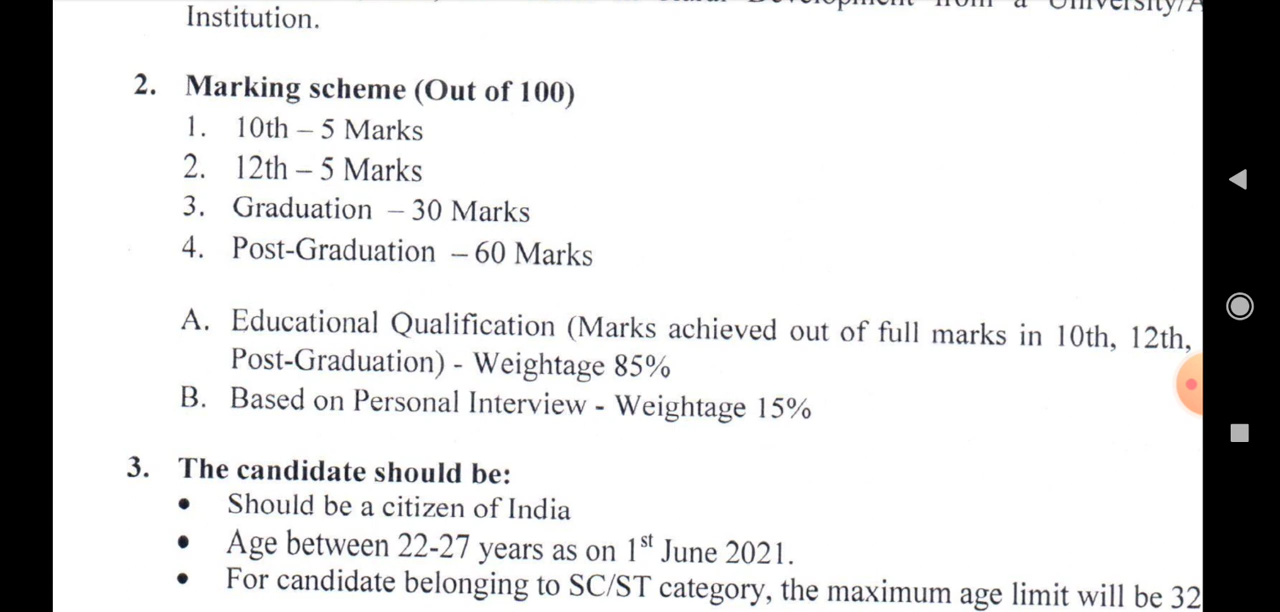 Development from a University/
Institution.
2. Marking scheme (Out of 100)
1. 10th – 5 Marks
2. 12th – 5 Marks
3. Graduation – 30 Marks
4. Post-Graduation – 60 Marks
A. Educational Qualification (Marks achieved out of full marks in 10th, 12th,
Post-Graduation) - Weightage 85%
B. Based on Personal Interview - Weightage 15%
3. The candidate should be:
• Should be a citizen of India
• Age between 22-27 years as on 1st June 2021.
• For candidate belonging to SC/ST category, the maximum age limit will be 32